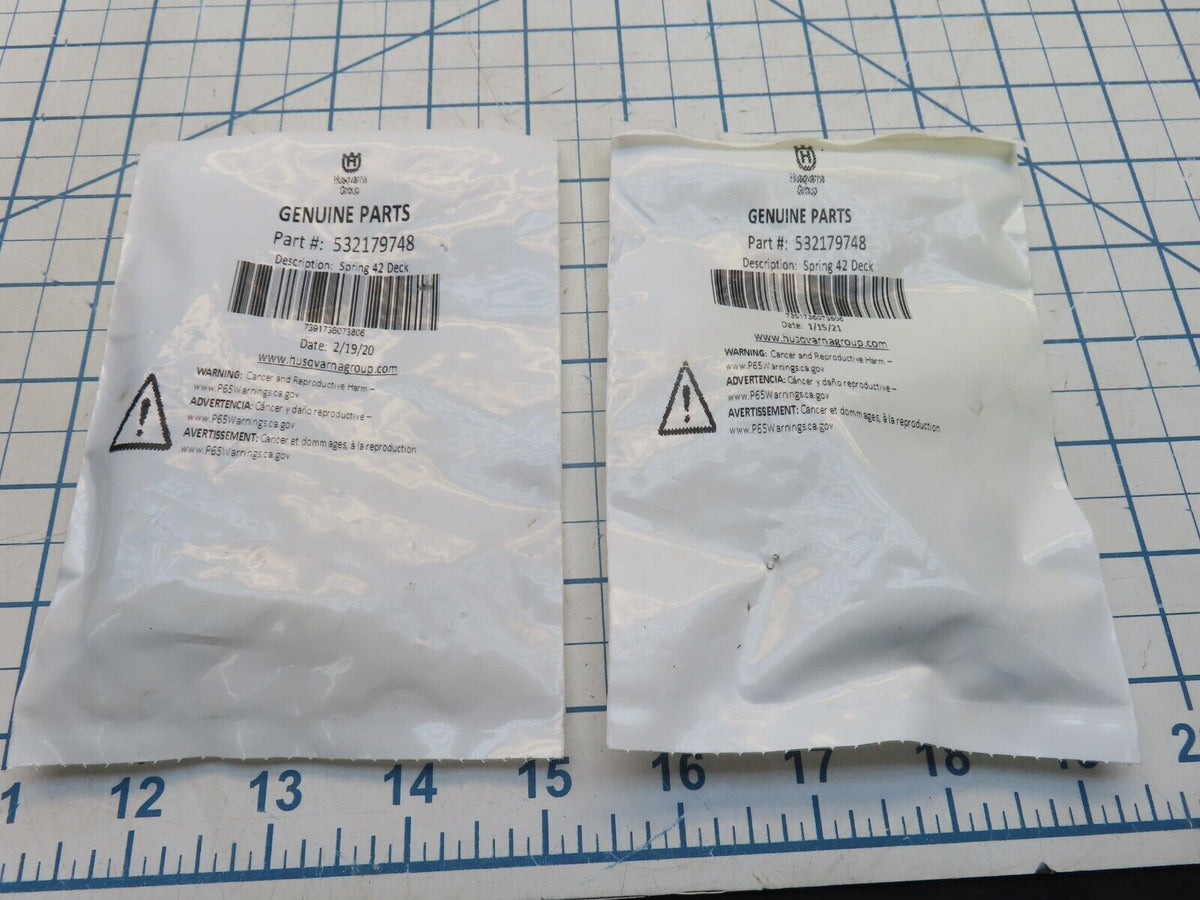 Husqvarna
Group
GENUINE PARTS
Part #: 532179748
Description: Spring 42 Deck
7391736073806
Date: 2/19/20
www.husqvarnagroup.com
WARNING: Cancer and Reproductive Harm –
www.P65Warnings.ca.gov
ADVERTENCIA: Cáncer y daño reproductive –
www.P65Warnings.ca.gov
AVERTISSEMENT: Cancer et dommages, à la reproduction
www.P65Warnings.ca.gov
Husqvarna
Group
GENUINE PARTS
Part #: 532179748
Description: Spring 42 Deck
7391736073806
Date: 1/15/21
www.husqvarnagroup.com
WARNING: Cancer and Reproductive Harm –
www.P65Warnings.ca.gov
ADVERTENCIA: Cáncer y daño reproductive –
www.P65Warnings.ca.gov
AVERTISSEMENT: Cancer et dommages, à la reproduction
www.P65Warnings.ca.gov
12 13 14 15 16 17 18 19